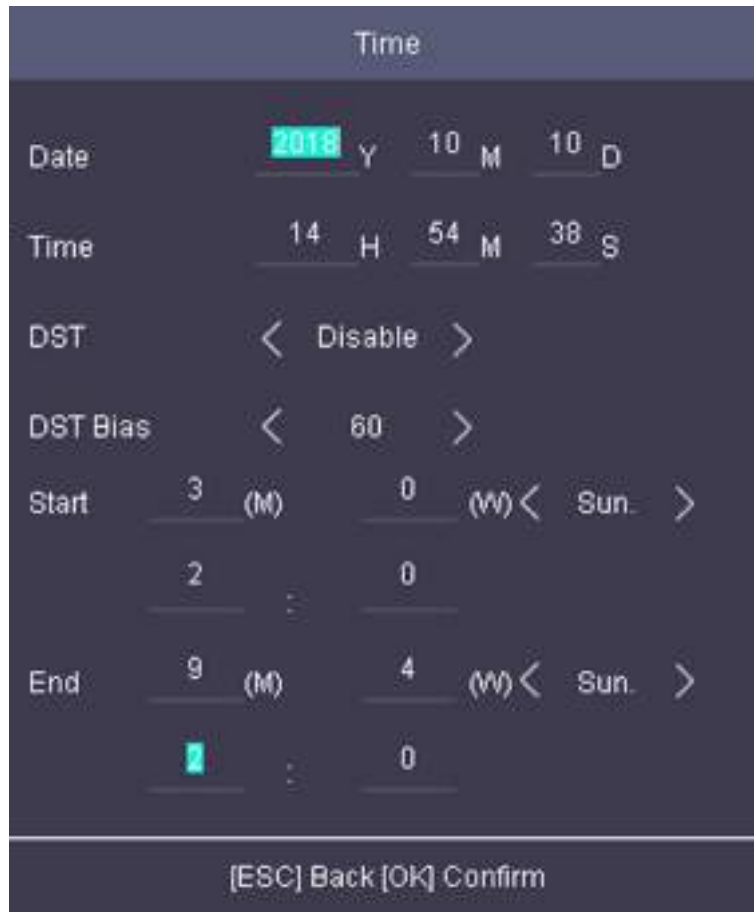 Time
Date 2018 Y 10 M 10 D
Time 14 H 54 M 38 S
DST < Disable >
DST Bias < 60 >
Start 3 (M) 0 (W) < Sun. >
2 : 0
End 9 (M) 4 (W) < Sun. >
2 : 0
[ESC] Back [OK] Confirm